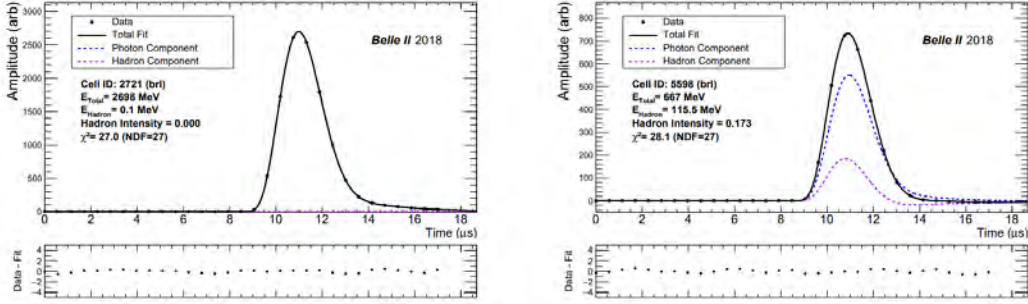 Amplitude (arb)
3000
2500
2000
1500
1000
500
0
Data
Total Fit
Photon Component
Hadron Component
Belle II 2018
Cell ID: 2721 (brl)
E_Total= 2698 MeV
E_Hadron= 0.1 MeV
Hadron Intensity = 0.000
χ²= 27.0 (NDF=27)
0 2 4 6 8 10 12 14 16 18
Time (μs)
Data - Fit
4
2
0
−2
−4
Amplitude (arb)
800
700
600
500
400
300
200
100
0
Data
Total Fit
Photon Component
Hadron Component
Belle II 2018
Cell ID: 5598 (brl)
E_Total= 667 MeV
E_Hadron= 115.5 MeV
Hadron Intensity = 0.173
χ²= 28.1 (NDF=27)
0 2 4 6 8 10 12 14 16 18
Time (μs)
Data - Fit
4
2
0
−2
−4